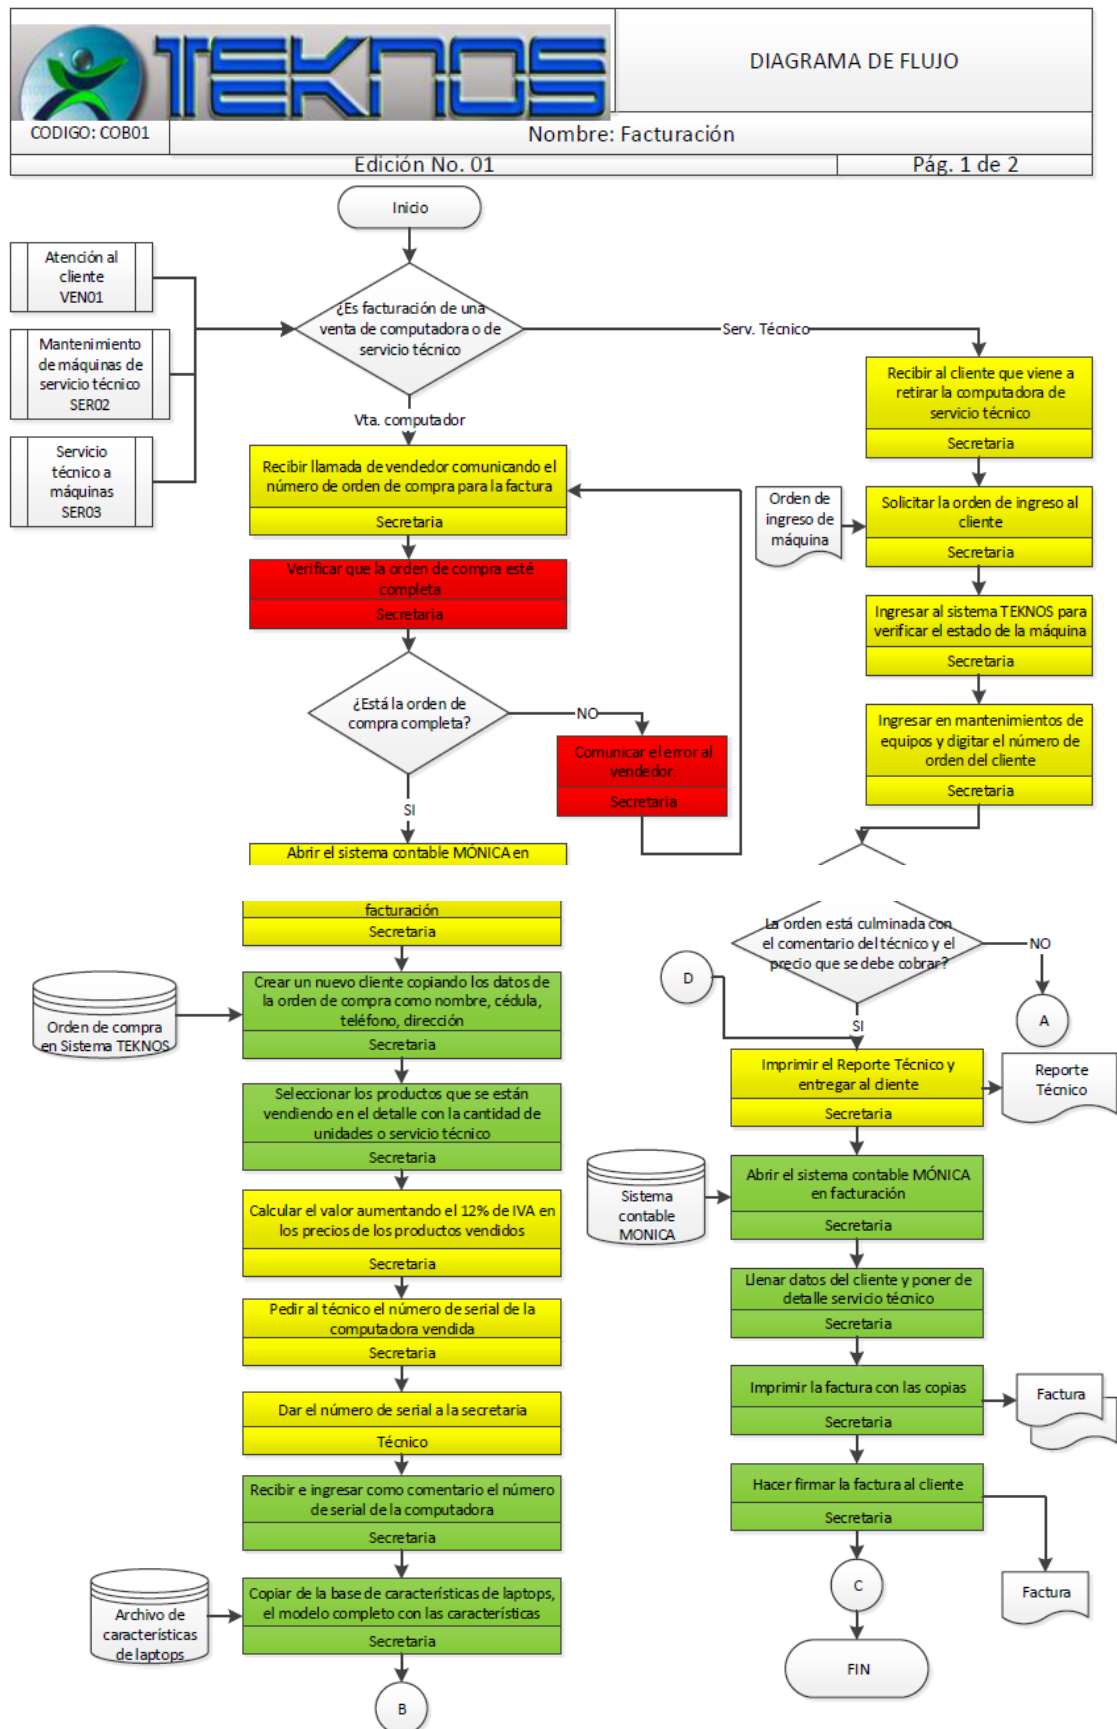 TEKNOS
DIAGRAMA DE FLUJO
CODIGO: COB01
Nombre: Facturación
Edición No. 01
Pág. 1 de 2
Inicio
Atención al
cliente
VEN01
Mantenimiento
de máquinas de
servicio técnico
SER02
Servicio
técnico a
máquinas
SER03
¿Es facturación de una
venta de computadora o de
servicio técnico
Serv. Técnico
Vta. computador
Recibir llamada de vendedor comunicando el
número de orden de compra para la factura
Secretaria
Verificar que la orden de compra esté
completa
Secretaria
¿Está la orden de
compra completa?
NO
Comunicar el error al
vendedor.
Secretaria
SI
Abrir el sistema contable MÓNICA en
facturación
Secretaria
Orden de compra
en Sistema TEKNOS
Crear un nuevo cliente copiando los datos de
la orden de compra como nombre, cédula,
teléfono, dirección
Secretaria
Seleccionar los productos que se están
vendiendo en el detalle con la cantidad de
unidades o servicio técnico
Secretaria
Calcular el valor aumentando el 12% de IVA en
los precios de los productos vendidos
Secretaria
Pedir al técnico el número de serial de la
computadora vendida
Secretaria
Dar el número de serial a la secretaria
Técnico
Recibir e ingresar como comentario el número
de serial de la computadora
Secretaria
Archivo de
características
de laptops
Copiar de la base de características de laptops,
el modelo completo con las características
Secretaria
B
Recibir al cliente que viene a
retirar la computadora de
servicio técnico
Secretaria
Orden de
ingreso de
máquina
Solicitar la orden de ingreso al
cliente
Secretaria
Ingresar al sistema TEKNOS para
verificar el estado de la máquina
Secretaria
Ingresar en mantenimientos de
equipos y digitar el número de
orden del cliente
Secretaria
La orden está culminada con
el comentario del técnico y el
precio que se debe cobrar?
NO
A
D
SI
Imprimir el Reporte Técnico y
entregar al cliente
Secretaria
Reporte
Técnico
Sistema
contable
MONICA
Abrir el sistema contable MÓNICA
en facturación
Secretaria
Llenar datos del cliente y poner de
detalle servicio técnico
Secretaria
Imprimir la factura con las copias
Secretaria
Factura
Hacer firmar la factura al cliente
Secretaria
Factura
C
FIN